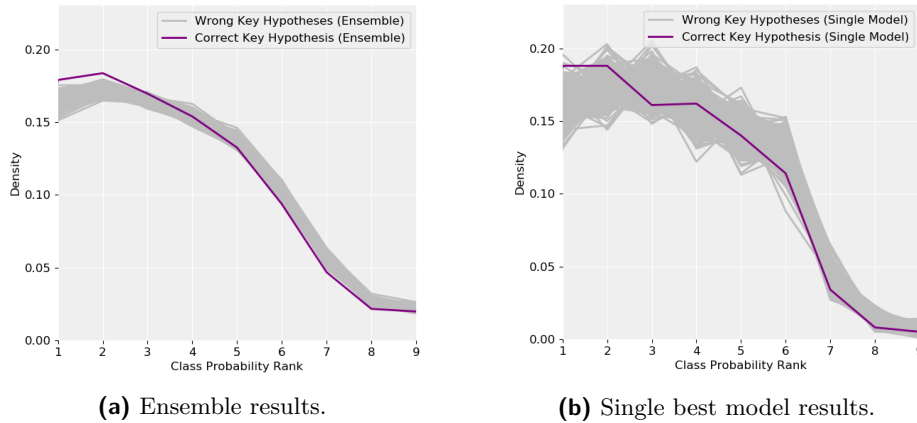 Wrong Key Hypotheses (Ensemble)
Correct Key Hypothesis (Ensemble)
0.20
0.15
0.10
0.05
0.00
Density
1 2 3 4 5 6 7 8 9
Class Probability Rank
(a) Ensemble results.
Wrong Key Hypotheses (Single Model)
Correct Key Hypothesis (Single Model)
0.20
0.15
0.10
0.05
0.00
Density
1 2 3 4 5 6 7 8
Class Probability Rank
(b) Single best model results.